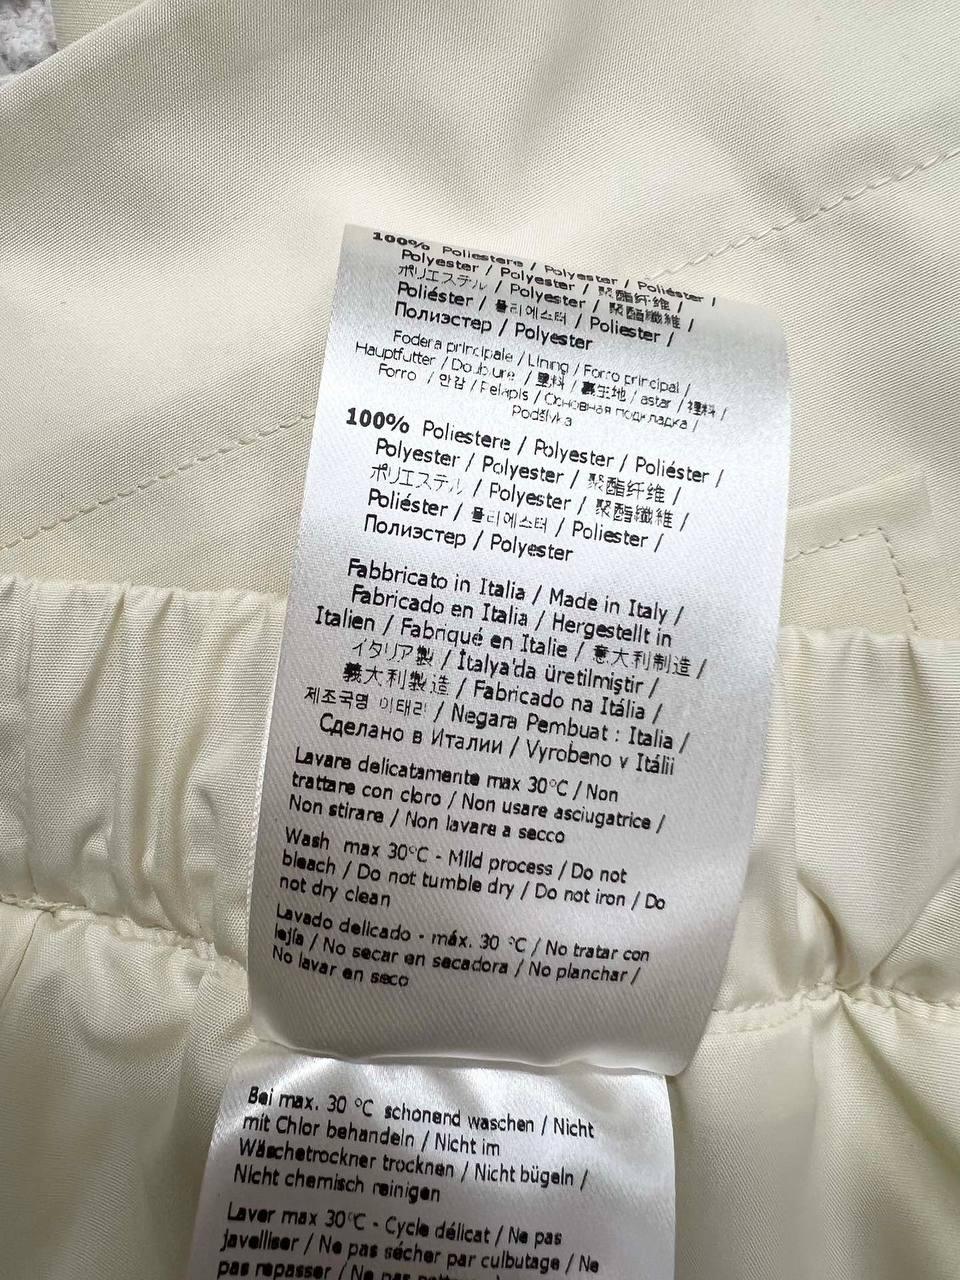 100% Poliestere / Polyester / Poliéster /
Polyester / Polyester / 聚酯纤维 /
ポリエステル / Polyester / 聚酯纖維 /
Poliéster / 폴리에스터 / Poliester /
Полиэстер / Polyester
Fodera principale / Lining / Forro principal /
Hauptfutter / Doublure / 里料 / 裏生地 / astar / 裡料 /
Forro / 안감 / Pelapis / Основная подкладка /
Podšívka
100% Poliestere / Polyester / Poliéster /
Polyester / Polyester / 聚酯纤维 /
ポリエステル / Polyester / 聚酯纖維 /
Poliéster / 폴리에스터 / Poliester /
Полиэстер / Polyester
Fabbricato in Italia / Made in Italy /
Fabricado en Italia / Hergestellt in
Italien / Fabriqué en Italie / 意大利制造 /
イタリア製 / İtalya'da üretilmiştir /
義大利製造 / Fabricado na Itália /
제조국명 이태리 / Negara Pembuat : Italia /
Сделано в Италии / Vyrobeno v Itálii
Lavare delicatamente max 30°C / Non
trattare con cloro / Non usare asciugatrice /
Non stirare / Non lavare a secco
Wash max 30°C - Mild process / Do not
bleach / Do not tumble dry / Do not iron / Do
not dry clean
Lavado delicado - máx. 30 °C / No tratar con
lejía / No secar en secadora / No planchar /
No lavar en seco
Bei max. 30 °C schonend waschen / Nicht
mit Chlor behandeln / Nicht im
Wäschetrockner trocknen / Nicht bügeln /
Nicht chemisch reinigen
Laver max 30°C - Cycle délicat / Ne pas
javelliser / Ne pas sécher par culbutage / Ne
pas repasser / Ne pas